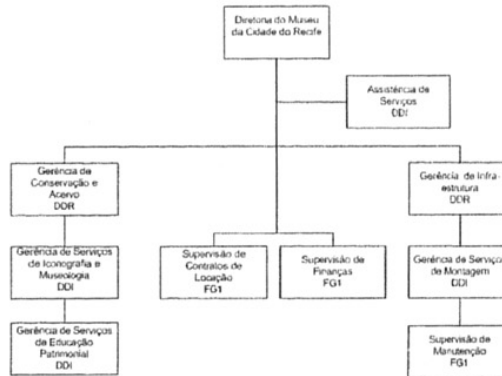 Diretoria do Museu
da Cidade do Recife
Assistência de
Serviços
DDI
Gerência de
Conservação e
Acervo
DDR
Gerência de Infra-
estrutura
DDR
Gerência de Serviços
de Iconografia e
Museologia
DDI
Supervisão de
Contratos de
Locação
FG1
Supervisão de
Finanças
FG1
Gerência de Serviços
de Montagem
DDI
Gerência de Serviços
de Educação
Patrimonial
DDI
Supervisão de
Manutenção
FG1